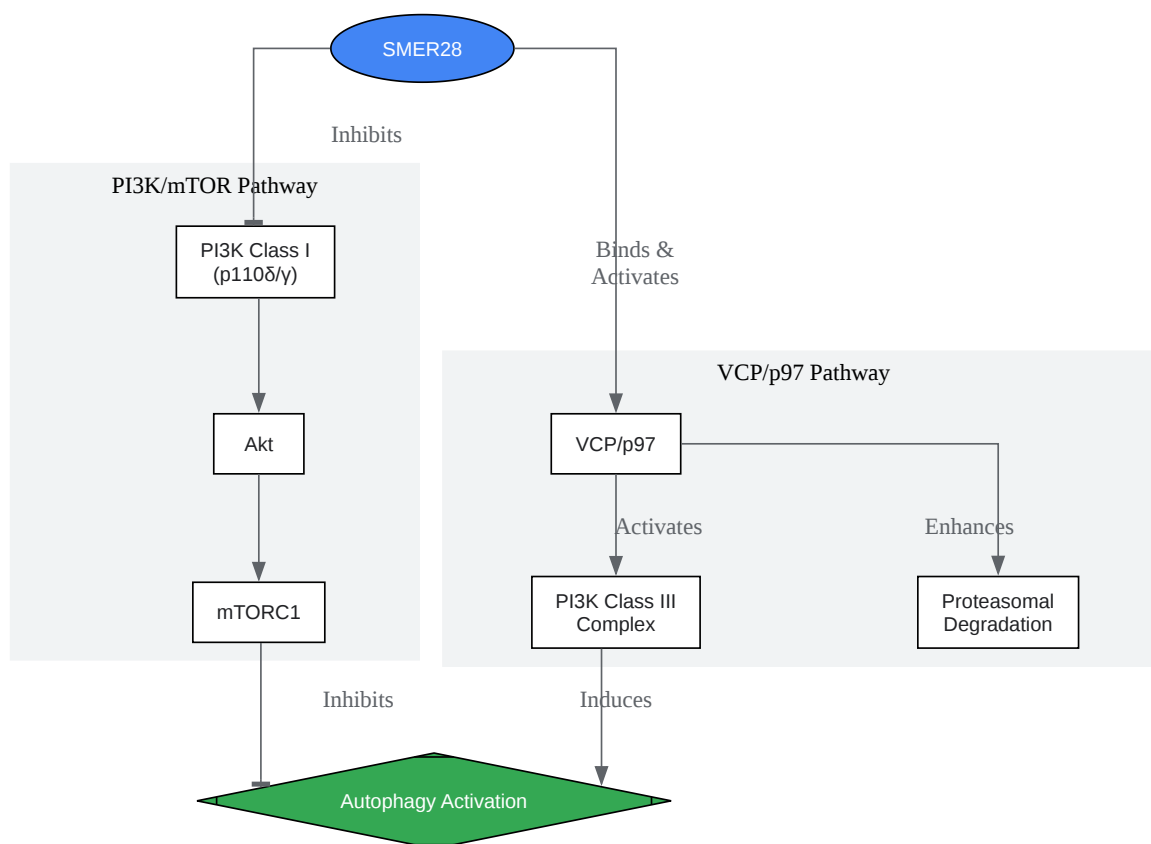 SMER28
Inhibits
PI3K/mTOR Pathway
PI3K Class I
(p110δ/γ)
Binds &
Activates
VCP/p97 Pathway
Akt
VCP/p97
Activates
Enhances
mTORC1
PI3K Class III
Complex
Proteasomal
Degradation
Inhibits
Induces
Autophagy Activation